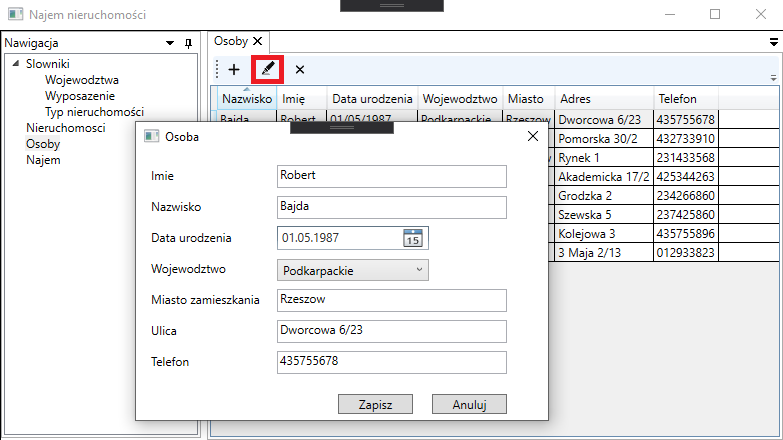 Najem nieruchomości
Nawigacja
Slowniki
Wojewodztwa
Wyposazenie
Typ nieruchomości
Nieruchomosci
Osoby
Najem
Osoby
Nazwisko Imię Data urodzenia Wojewodztwo Miasto Adres Telefon
Bajda Robert 01/05/1987 Podkarpackie Rzeszow Dworcowa 6/23 435755678
Pomorska 30/2 432733910
Rynek 1 231433568
Akademicka 17/2 425344263
Grodzka 2 234266860
Szewska 5 237425860
Kolejowa 3 435755896
3 Maja 2/13 012933823
Osoba
Imie Robert
Nazwisko Bajda
Data urodzenia 01.05.1987 15
Wojewodztwo Podkarpackie
Miasto zamieszkania Rzeszow
Ulica Dworcowa 6/23
Telefon 435755678
Zapisz Anuluj